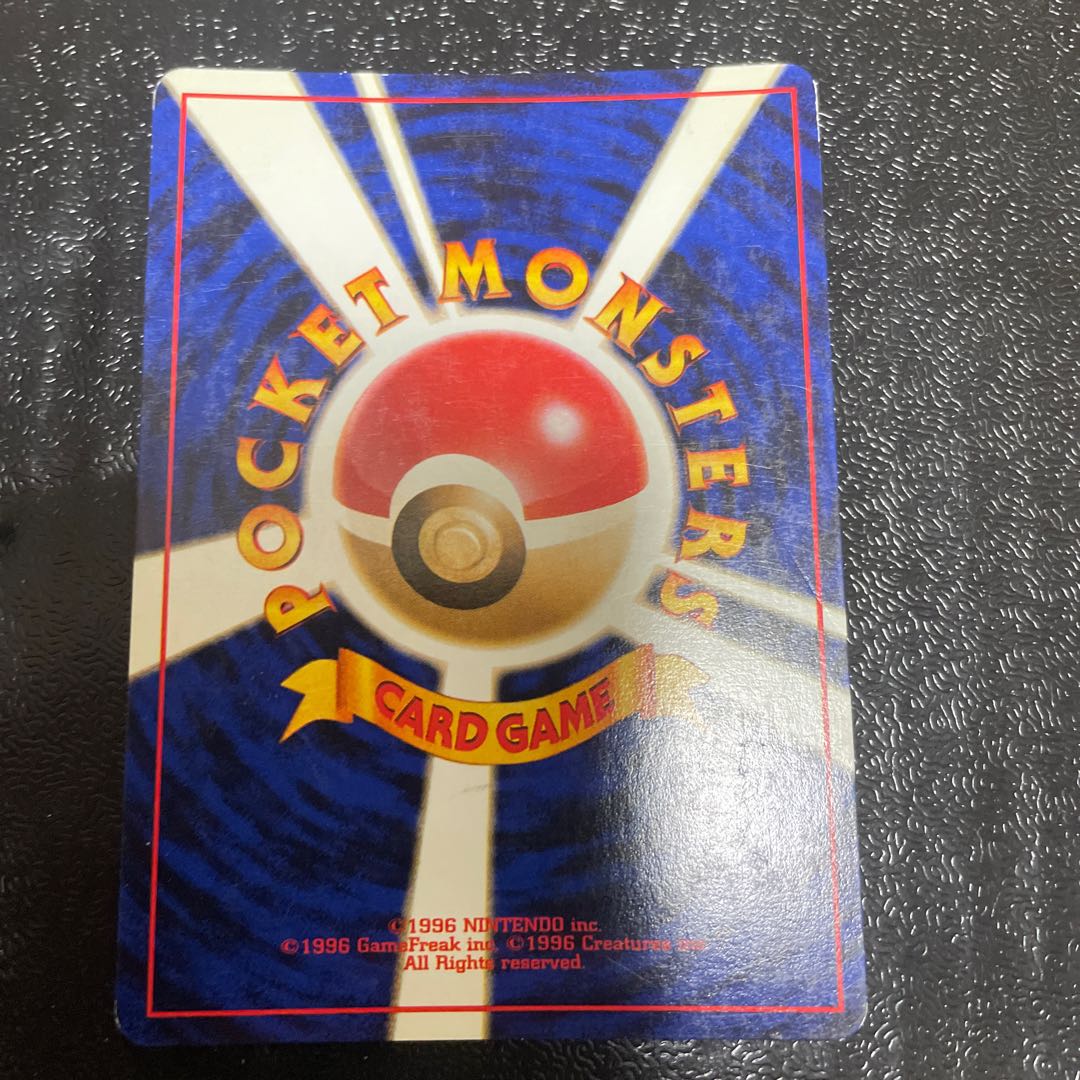 POCKET MONSTERS
CARD GAME
©1996 NINTENDO inc.
©1996 GameFreak inc. ©1996 Creatures inc.
All Rights reserved.